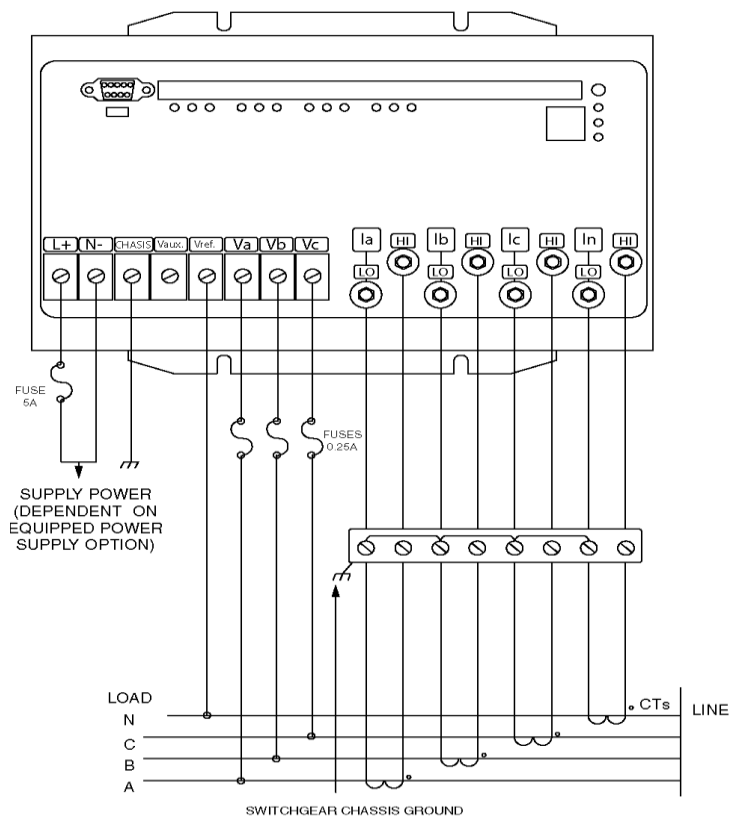 L+ N- CHASIS Vaux. Vref. Va Vb Vc
Ia HI Ib HI Ic HI In HI
LO LO LO LO
FUSE
5A
FUSES
0.25A
SUPPLY POWER
(DEPENDENT ON
EQUIPPED POWER
SUPPLY OPTION)
LOAD
CTs
LINE
N
C
B
A
SWITCHGEAR CHASSIS GROUND